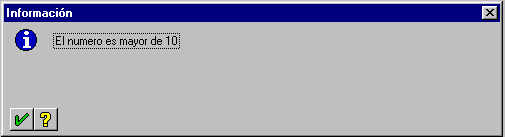 Información
El numero es mayor de 10
?